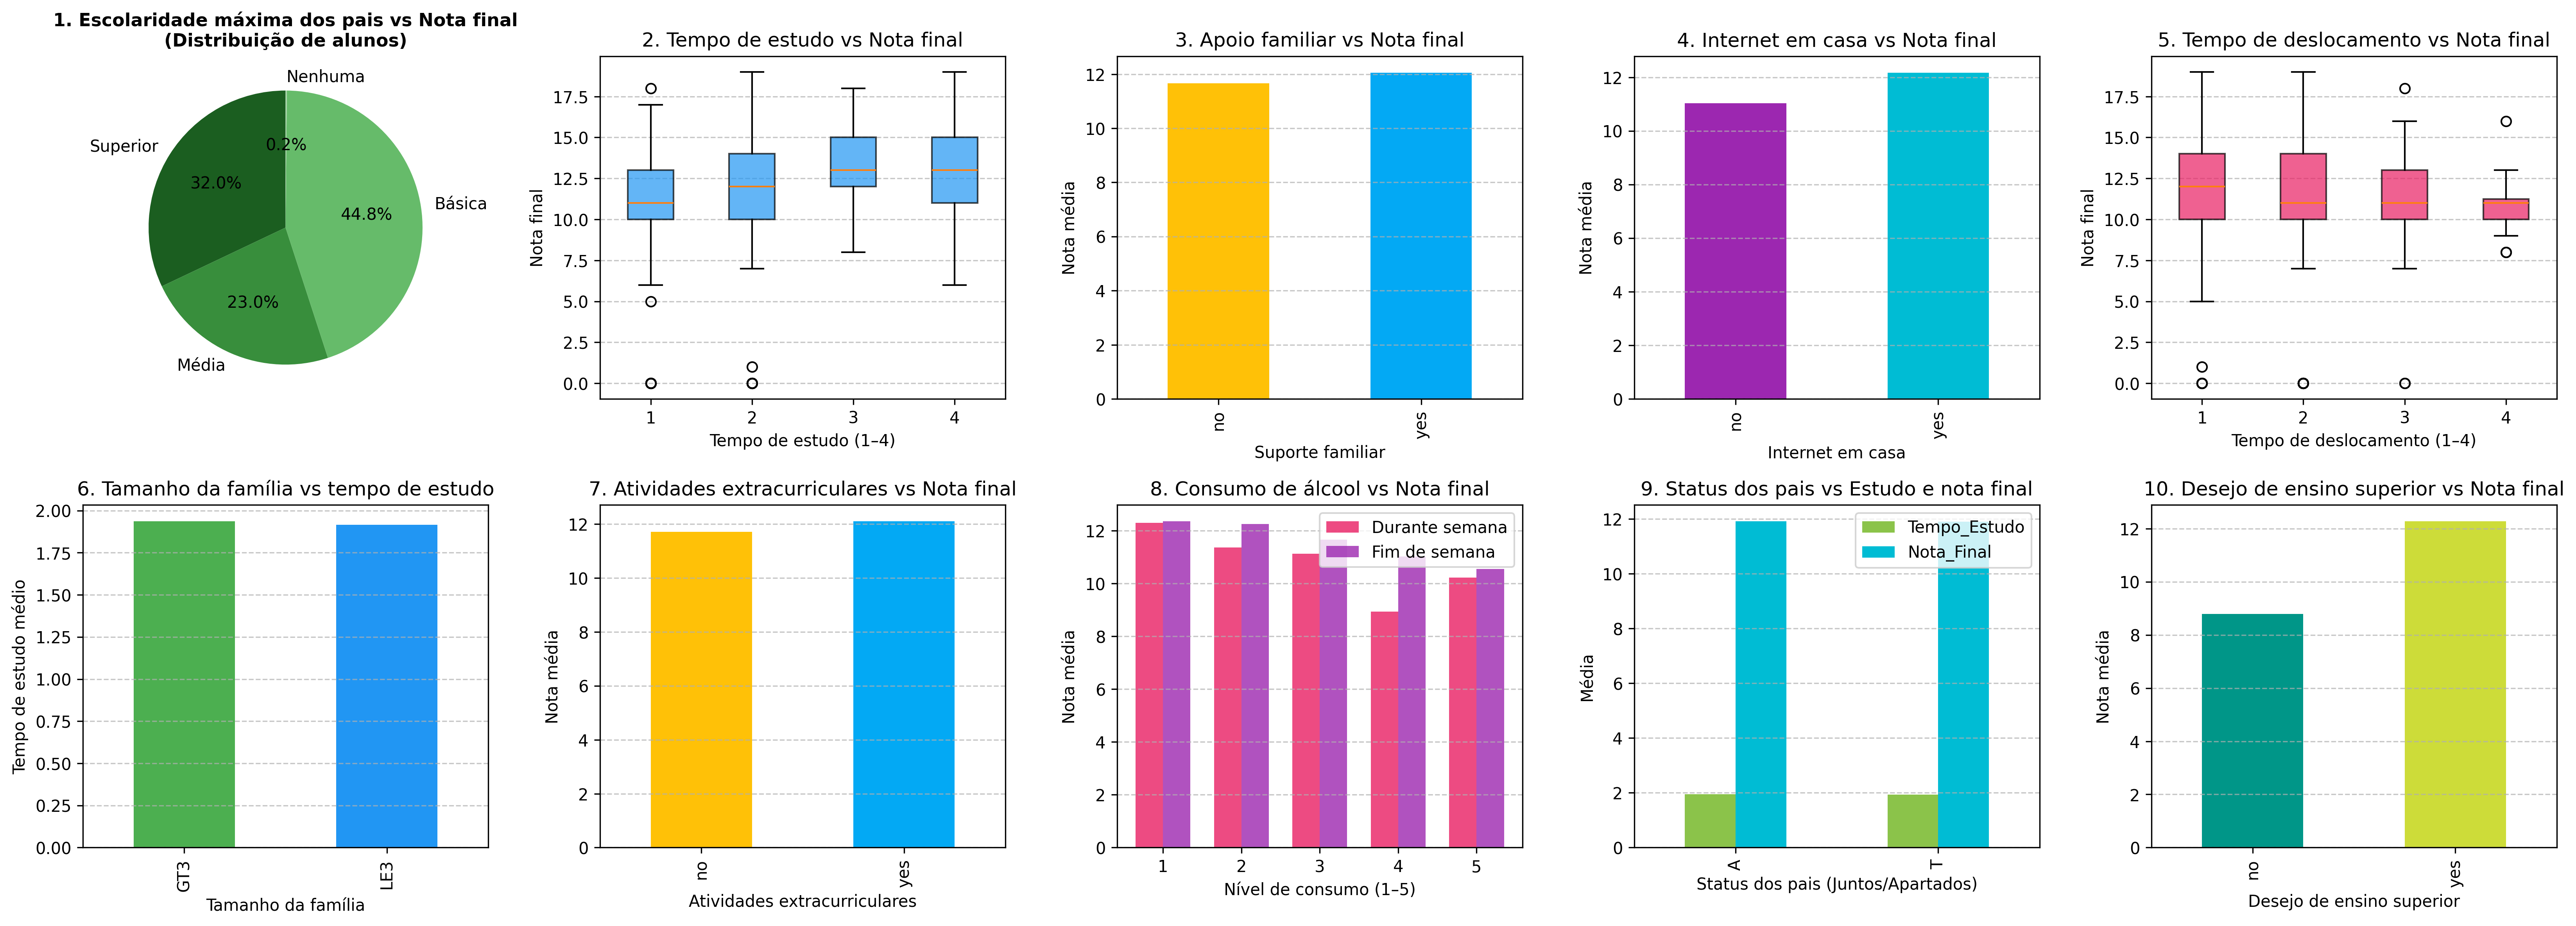 1. Escolaridade máxima dos pais vs Nota final
(Distribuição de alunos)
Nenhuma
Superior
0.2%
32.0%
44.8%
Básica
23.0%
Média
2. Tempo de estudo vs Nota final
Nota final
17.5
15.0
12.5
10.0
7.5
5.0
2.5
0.0
1 2 3 4
Tempo de estudo (1–4)
3. Apoio familiar vs Nota final
Nota média
12
10
8
6
4
2
0
no yes
Suporte familiar
4. Internet em casa vs Nota final
Nota média
12
10
8
6
4
2
0
no yes
Internet em casa
5. Tempo de deslocamento vs Nota final
Nota final
17.5
15.0
12.5
10.0
7.5
5.0
2.5
0.0
1 2 3 4
Tempo de deslocamento (1–4)
6. Tamanho da família vs tempo de estudo
Tempo de estudo médio
2.00
1.75
1.50
1.25
1.00
0.75
0.50
0.25
0.00
GT3 LE3
Tamanho da família
7. Atividades extracurriculares vs Nota final
Nota média
12
10
8
6
4
2
0
no yes
Atividades extracurriculares
8. Consumo de álcool vs Nota final
Nota média
Durante semana
Fim de semana
12
10
8
6
4
2
0
1 2 3 4 5
Nível de consumo (1–5)
9. Status dos pais vs Estudo e nota final
Média
Tempo_Estudo
Nota_Final
12
10
8
6
4
2
0
A T
Status dos pais (Juntos/Apartados)
10. Desejo de ensino superior vs Nota final
Nota média
12
10
8
6
4
2
0
no yes
Desejo de ensino superior